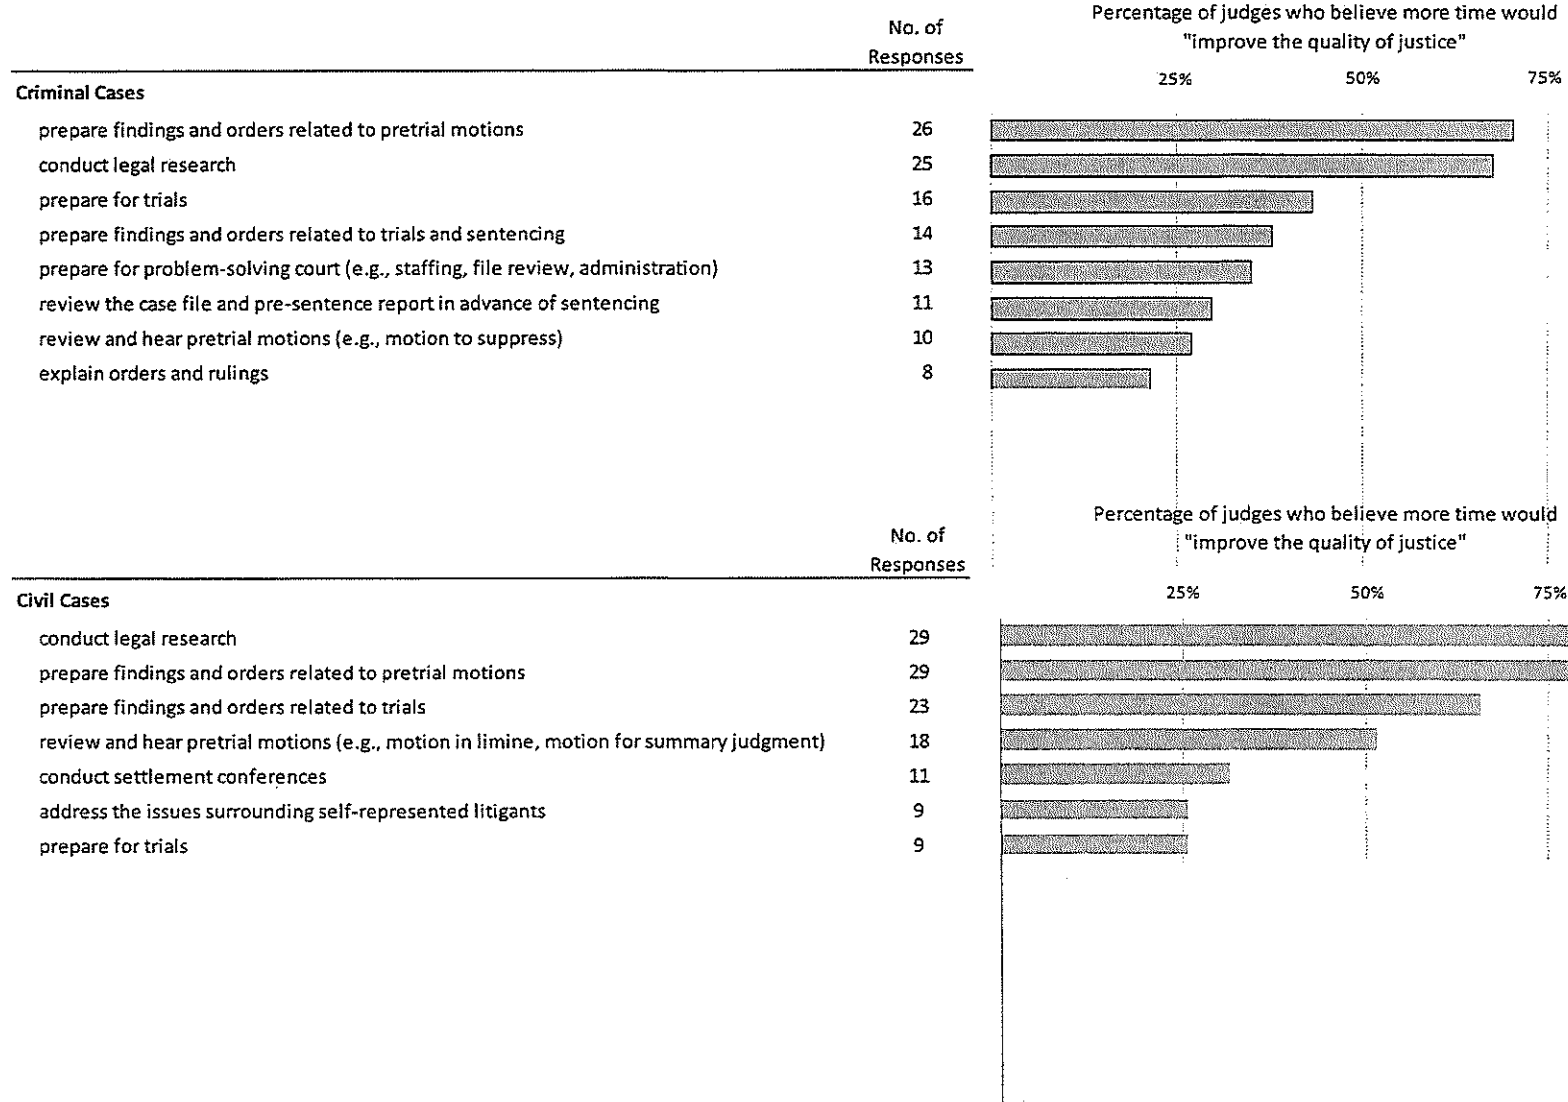 No. of
Responses
Percentage of judges who believe more time would
"improve the quality of justice"
25% 50% 75%
Criminal Cases
prepare findings and orders related to pretrial motions 26
conduct legal research 25
prepare for trials 16
prepare findings and orders related to trials and sentencing 14
prepare for problem-solving court (e.g., staffing, file review, administration) 13
review the case file and pre-sentence report in advance of sentencing 11
review and hear pretrial motions (e.g., motion to suppress) 10
explain orders and rulings 8
No. of
Responses
Percentage of judges who believe more time would
"improve the quality of justice"
25% 50% 75%
Civil Cases
conduct legal research 29
prepare findings and orders related to pretrial motions 29
prepare findings and orders related to trials 23
review and hear pretrial motions (e.g., motion in limine, motion for summary judgment) 18
conduct settlement conferences 11
address the issues surrounding self-represented litigants 9
prepare for trials 9